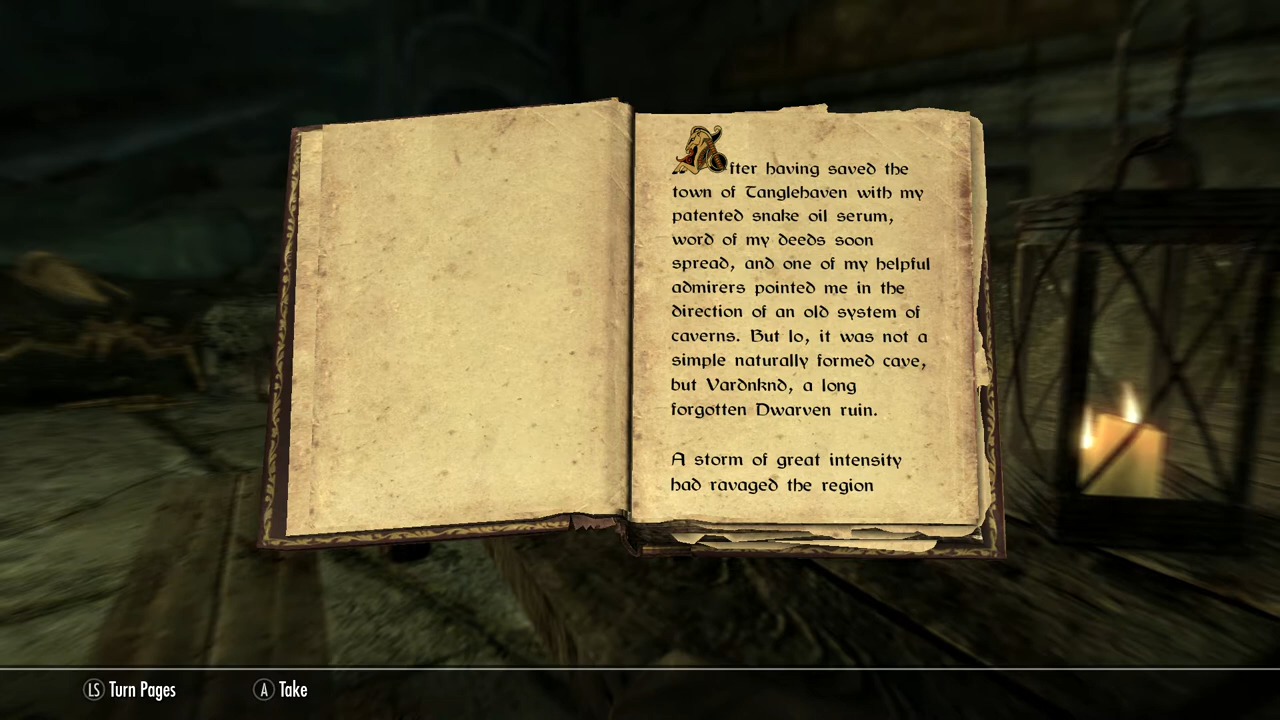 After having saved the
town of Tanglehaven with my
patented snake oil serum,
word of my deeds soon
spread, and one of my helpful
admirers pointed me in the
direction of an old system of
caverns. But lo, it was not a
simple naturally formed cave,
but Vardnknd, a long
forgotten Dwarven ruin.
A storm of great intensity
had ravaged the region
LS Turn Pages
A Take